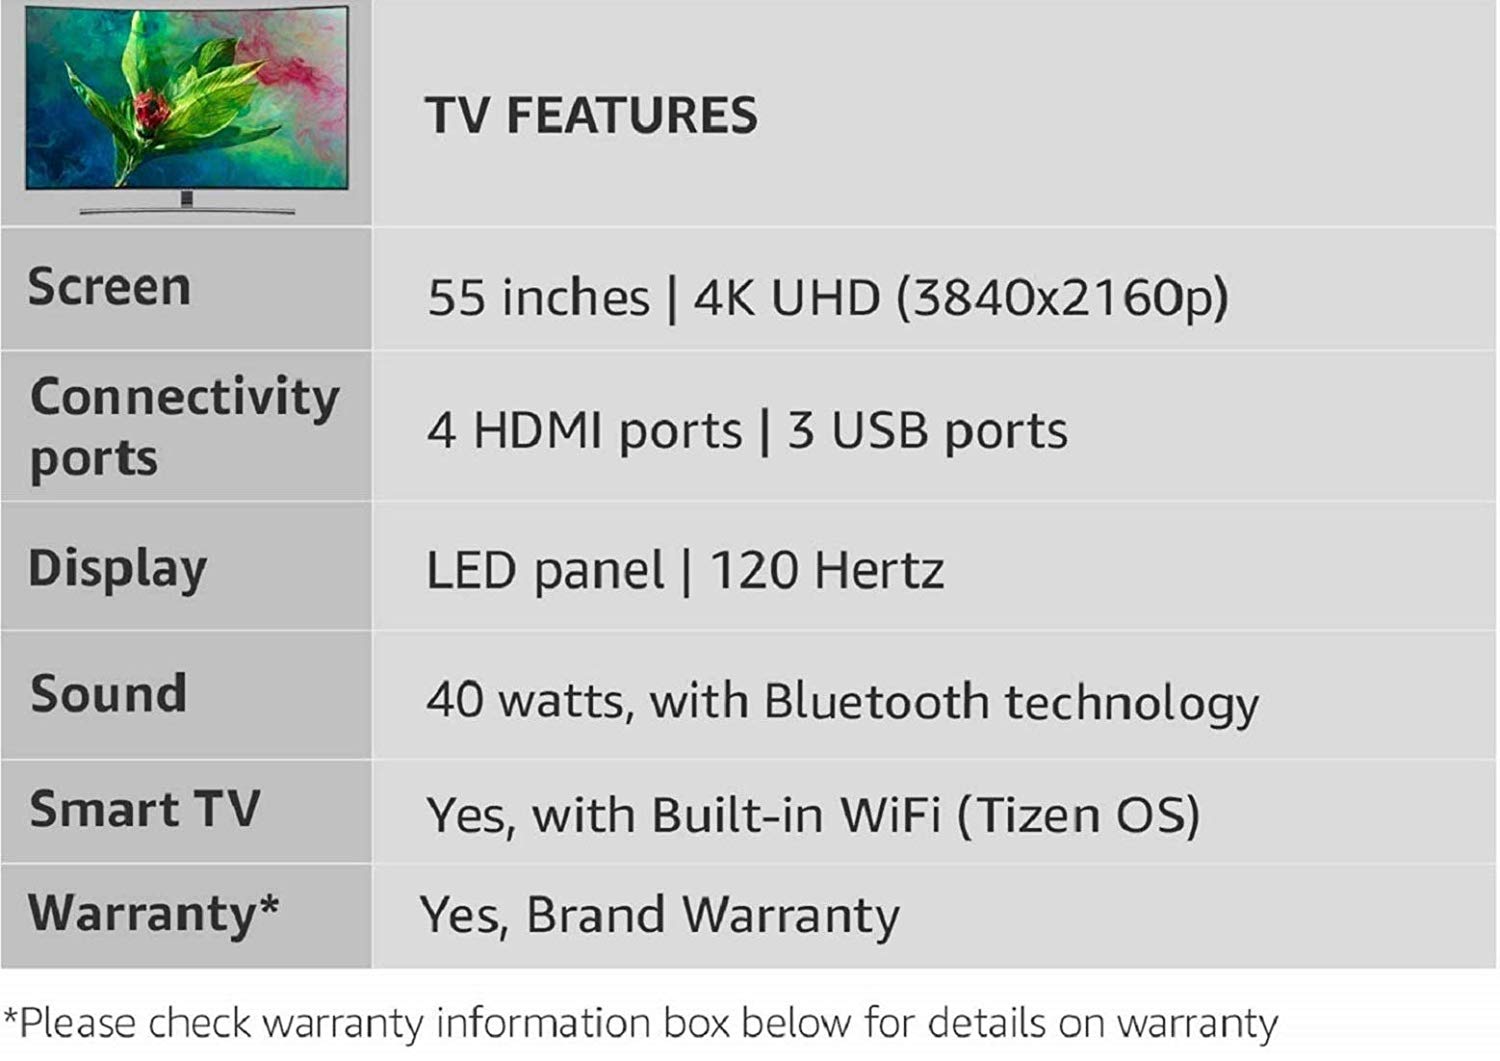 TV FEATURES
Screen
55 inches | 4K UHD (3840x2160p)
Connectivity
ports
4 HDMI ports | 3 USB ports
Display
LED panel | 120 Hertz
Sound
40 watts, with Bluetooth technology
Smart TV
Yes, with Built-in WiFi (Tizen OS)
Warranty*
Yes, Brand Warranty
*Please check warranty information box below for details on warranty